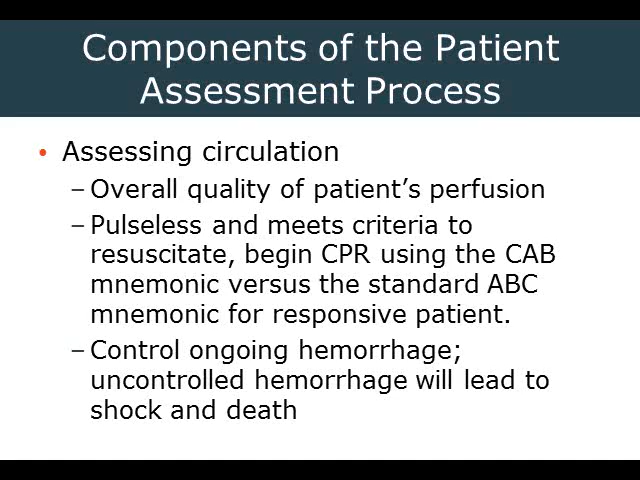 Components of the Patient
Assessment Process
• Assessing circulation
– Overall quality of patient’s perfusion
– Pulseless and meets criteria to
resuscitate, begin CPR using the CAB
mnemonic versus the standard ABC
mnemonic for responsive patient.
– Control ongoing hemorrhage;
uncontrolled hemorrhage will lead to
shock and death